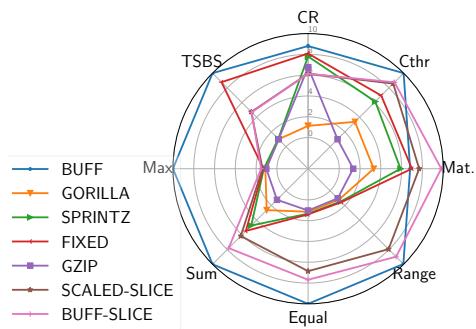 CR
10
TSBS
Cthr
8
6
4
2
0
Max
Mat.
BUFF
GORILLA
SPRINTZ
FIXED
GZIP
SCALED-SLICE
BUFF-SLICE
Sum
Range
Equal